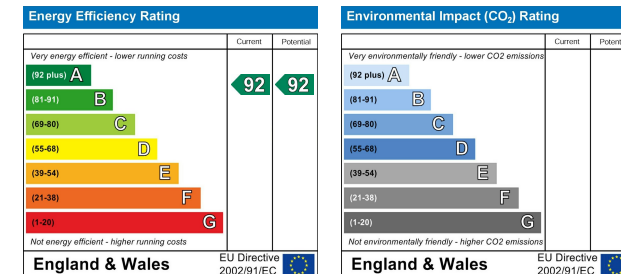 Energy Efficiency Rating
Current Potential
Very energy efficient - lower running costs
(92 plus) A
92 92
(81-91) B
(69-80) C
(55-68) D
(39-54) E
(21-38) F
(1-20) G
Not energy efficient - higher running costs
England & Wales
EU Directive
2002/91/EC
Environmental Impact (CO2) Rating
Current Potent
Very environmentally friendly - lower CO2 emissions
(92 plus) A
(81-91) B
(69-80) C
(55-68) D
(39-54) E
(21-38) F
(1-20) G
Not environmentally friendly - higher CO2 emissions
England & Wales
EU Directive
2002/91/EC